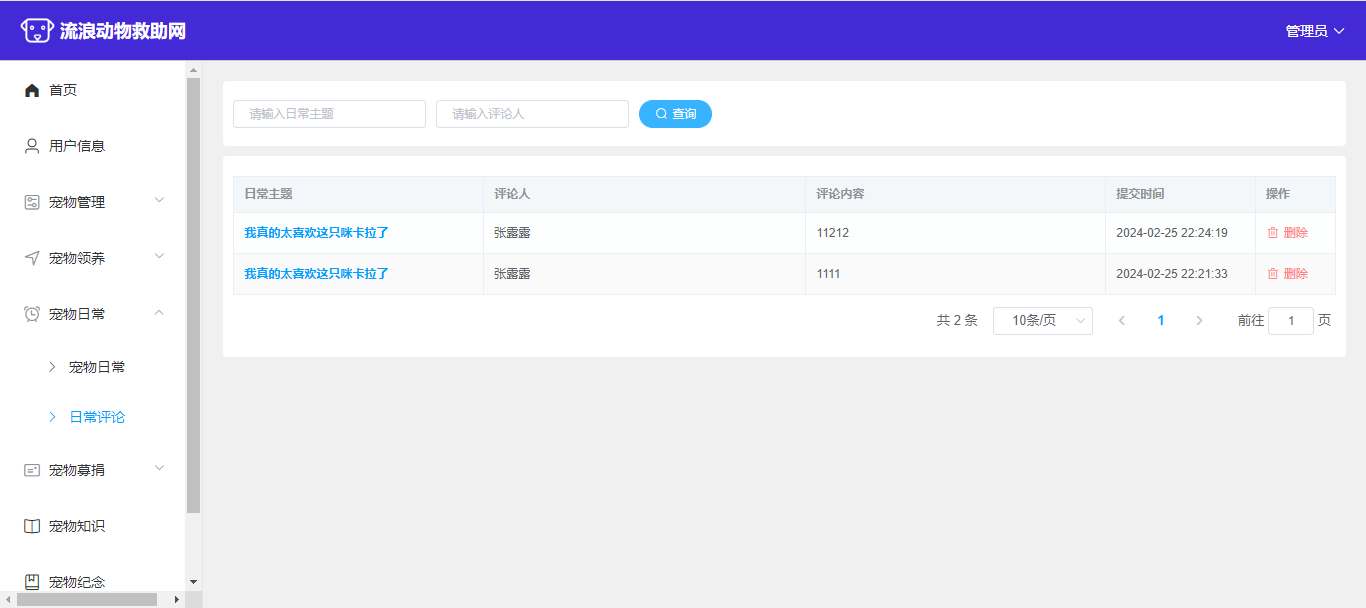 流浪动物救助网
管理员
首页
用户信息
宠物管理
宠物领养
宠物日常
宠物日常
日常评论
宠物募捐
宠物知识
宠物纪念
请输入日常主题 请输入评论人 查询
日常主题 评论人 评论内容 提交时间 操作
我真的太喜欢这只咪卡拉了 张露露 11212 2024-02-25 22:24:19 删除
我真的太喜欢这只咪卡拉了 张露露 1111 2024-02-25 22:21:33 删除
共 2 条 10条/页 1 前往 1 页